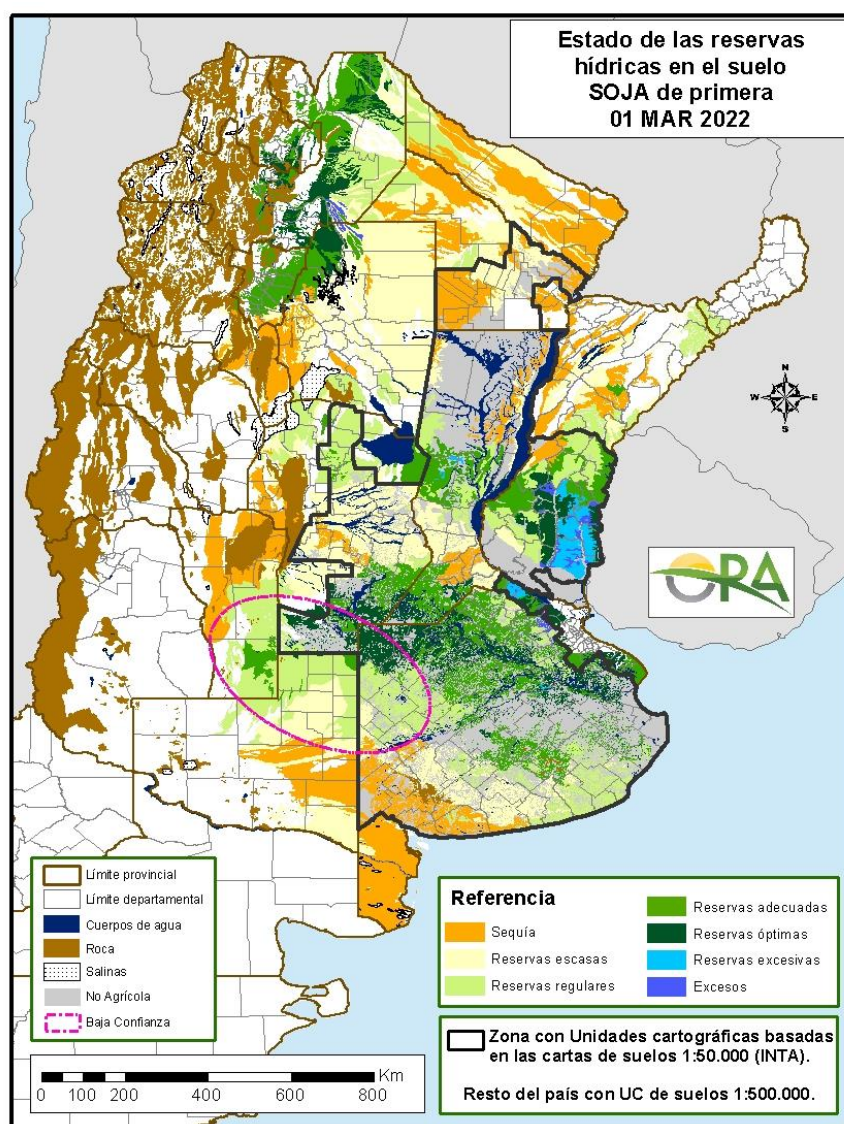 Estado de las reservas
hídricas en el suelo
SOJA de primera
01 MAR 2022
N
W E
S
ORA
Límite provincial
Límite departamental
Cuerpos de agua
Roca
Salinas
No Agrícola
Baja Confianza
Referencia
Sequía
Reservas escasas
Reservas regulares
Reservas adecuadas
Reservas óptimas
Reservas excesivas
Excesos
Km
0 100 200 400 600 800
Zona con Unidades cartográficas basadas
en las cartas de suelos 1:50.000 (INTA).
Resto del país con UC de suelos 1:500.000.